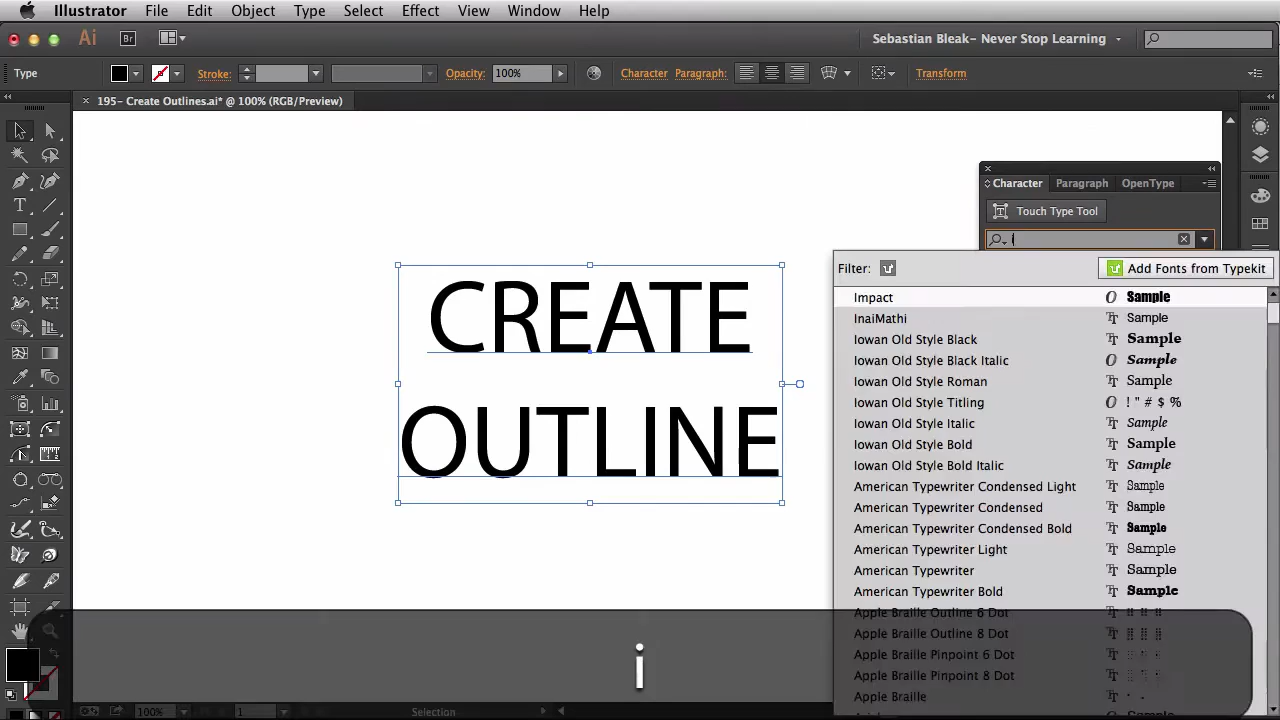 Illustrator File Edit Object Type Select Effect View Window Help
Ai Br Sebastian Bleak- Never Stop Learning
Type Stroke: Opacity: 100% Character Paragraph: Transform
195- Create Outlines.ai* @ 100% (RGB/Preview)
Character Paragraph OpenType
Touch Type Tool
i
Filter: Add Fonts from Typekit
Impact Sample
InaiMathi Sample
Iowan Old Style Black Sample
Iowan Old Style Black Italic Sample
Iowan Old Style Roman Sample
Iowan Old Style Titling ! " # $ %
Iowan Old Style Italic Sample
Iowan Old Style Bold Sample
Iowan Old Style Bold Italic Sample
American Typewriter Condensed Light Sample
American Typewriter Condensed Sample
American Typewriter Condensed Bold Sample
American Typewriter Light Sample
American Typewriter Sample
American Typewriter Bold Sample
Apple Braille Outline 6 Dot
Apple Braille Outline 8 Dot
Apple Braille Pinpoint 6 Dot
Apple Braille Pinpoint 8 Dot
Apple Braille
CREATE
OUTLINE
i
100% 1 Selection